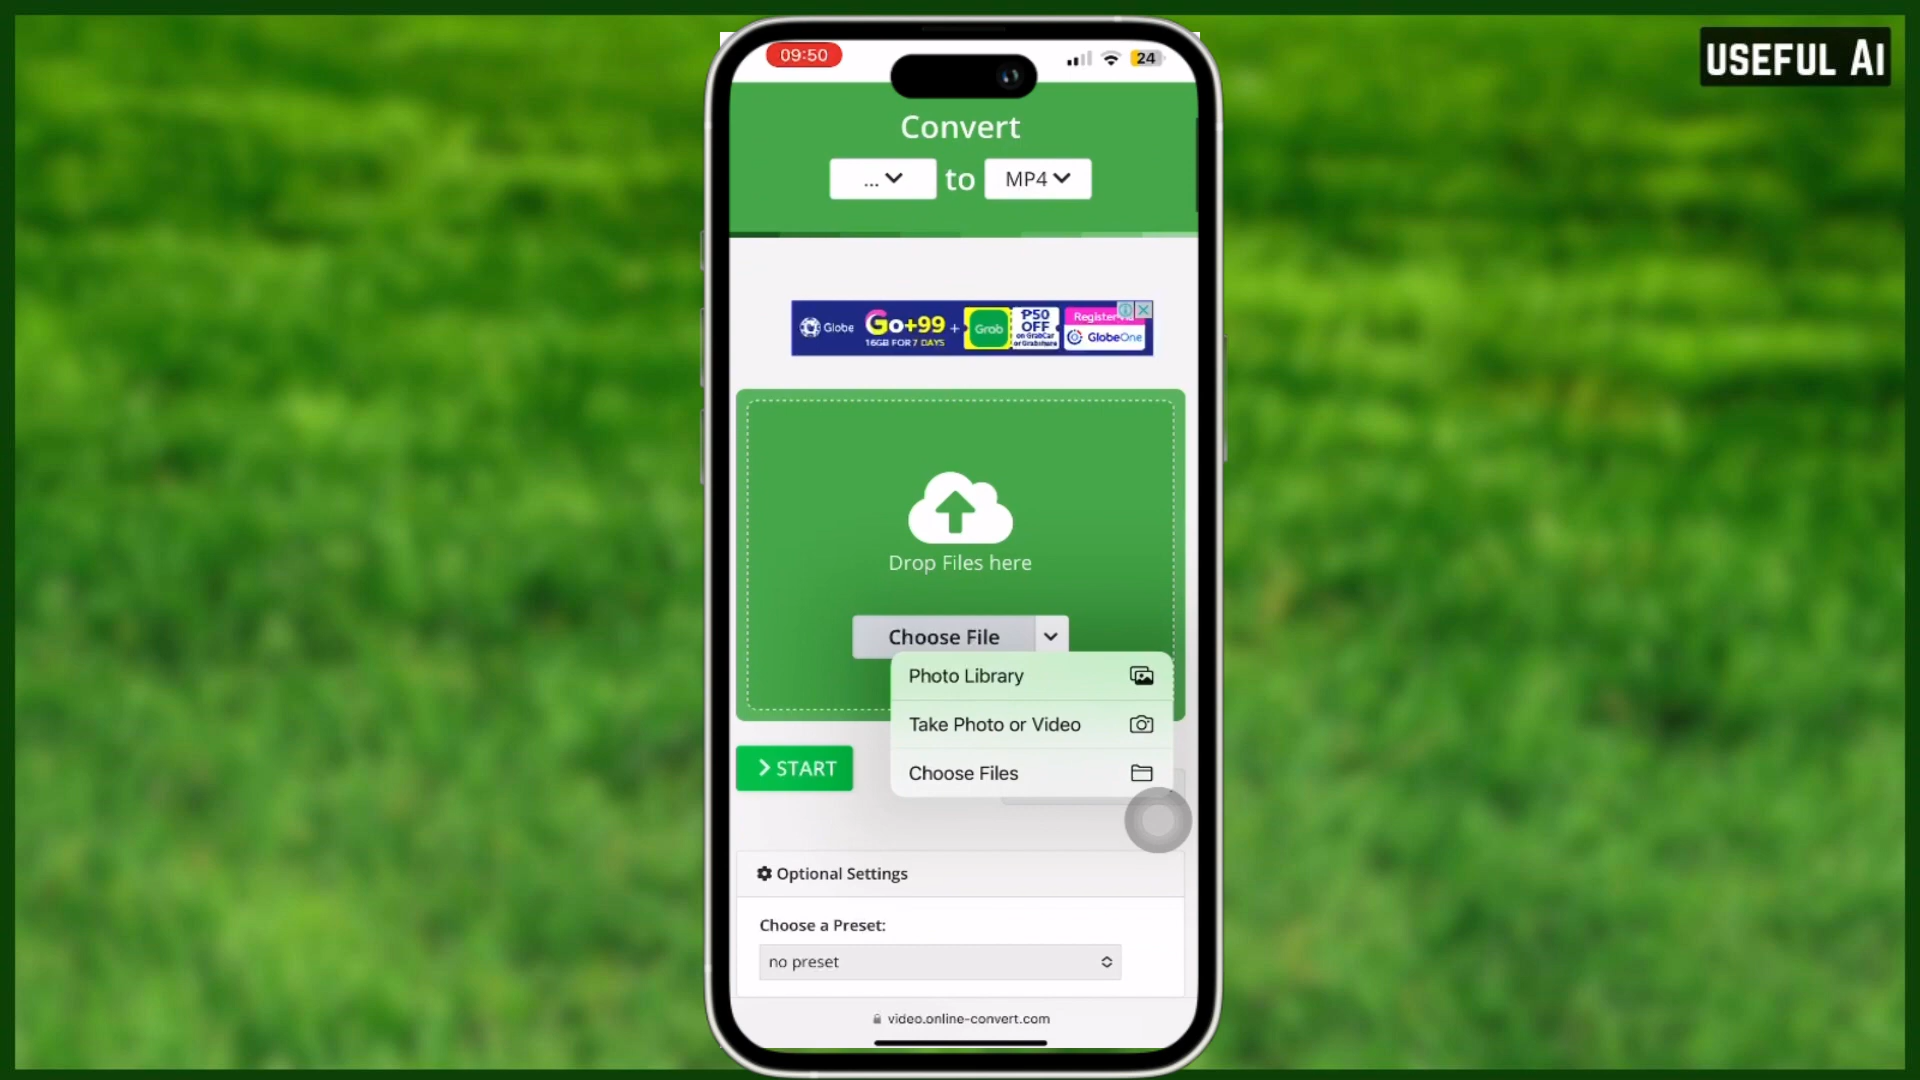 USEFUL AI
09:50
24
Convert
... to MP4
Globe Go+99 + Grab ₱50 OFF
16GB FOR 7 DAYS
on GrabCar or GrabShare
Register
GlobeOne
Drop Files here
Choose File
Photo Library
Take Photo or Video
Choose Files
START
Optional Settings
Choose a Preset:
no preset
video.online-convert.com